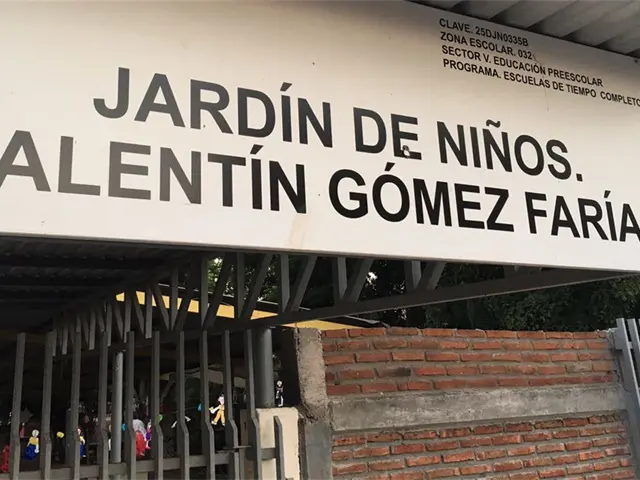 CLAVE. 25DJN0335B
ZONA ESCOLAR. 032
SECTOR V. EDUCACIÓN PREESCOLAR
PROGRAMA. ESCUELAS DE TIEMPO COMPLETO
JARDÍN DE NIÑOS.
ALENTÍN GÓMEZ FARÍA